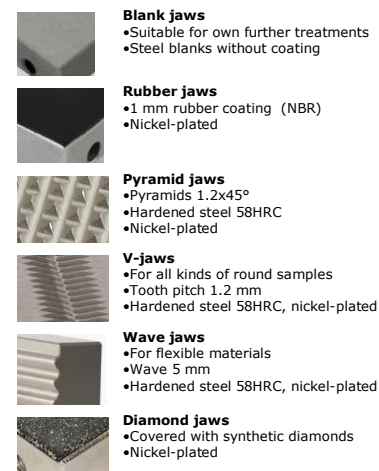 Blank jaws
•Suitable for own further treatments
•Steel blanks without coating
Rubber jaws
•1 mm rubber coating  (NBR)
•Nickel-plated
Pyramid jaws
•Pyramids 1.2x45°
•Hardened steel 58HRC
•Nickel-plated
V-jaws
•For all kinds of round samples
•Tooth pitch 1.2 mm
•Hardened steel 58HRC, nickel-plated
Wave jaws
•For flexible materials
•Wave 5 mm
•Hardened steel 58HRC, nickel-plated
Diamond jaws
•Covered with synthetic diamonds
•Nickel-plated